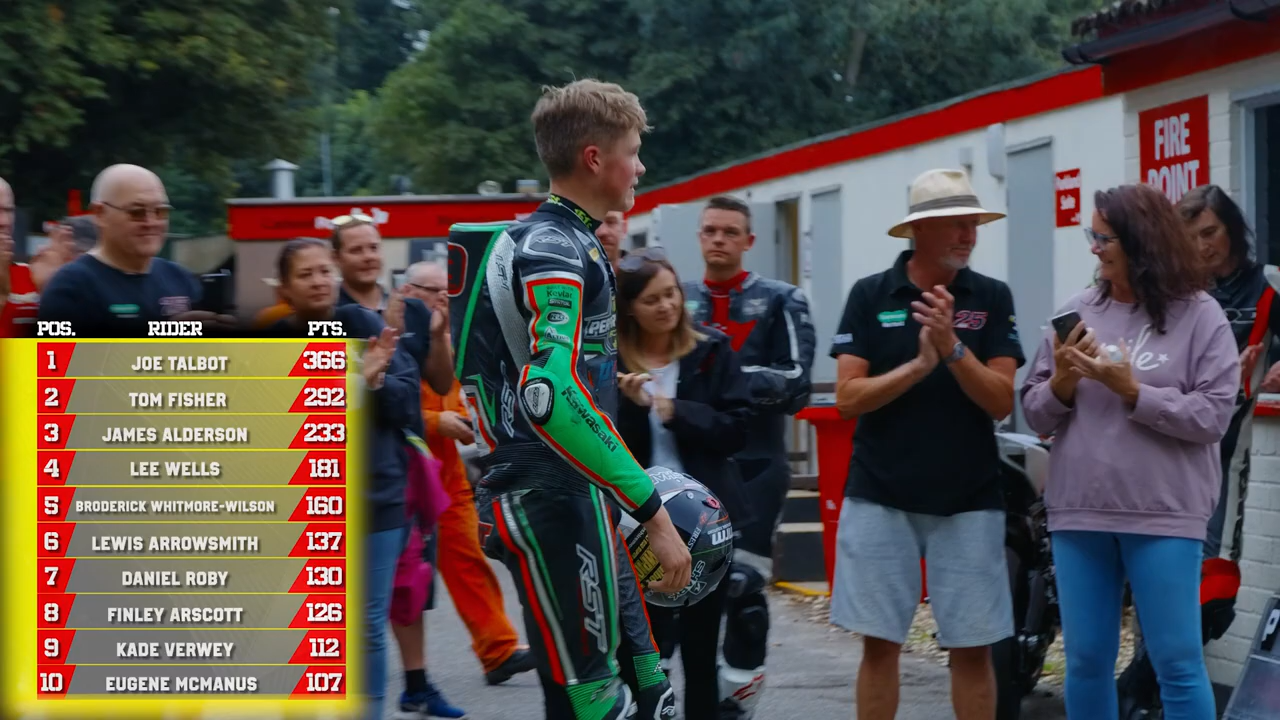 POS. RIDER PTS.
1 JOE TALBOT 366
2 TOM FISHER 292
3 JAMES ALDERSON 233
4 LEE WELLS 181
5 BRODERICK WHITMORE-WILSON 160
6 LEWIS ARROWSMITH 137
7 DANIEL ROBY 130
8 FINLEY ARSCOTT 126
9 KADE VERWEY 112
10 EUGENE MCMANUS 107
FIRE
POINT
25
Kawasaki
RST